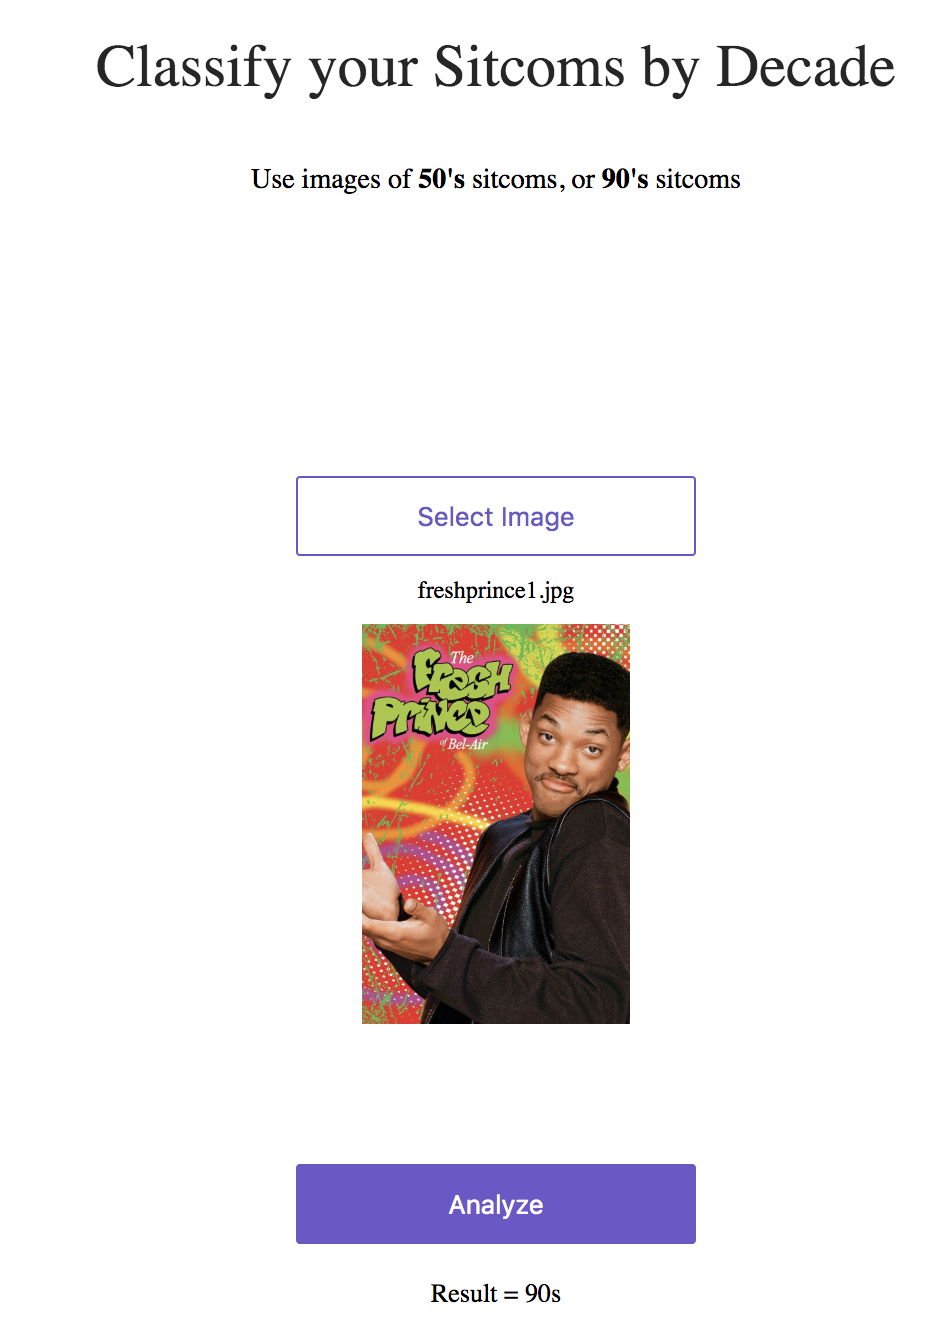 Classify your Sitcoms by Decade
Use images of 50's sitcoms, or 90's sitcoms
Select Image
freshprince1.jpg
The
Fresh
Prince
of Bel-Air
Analyze
Result = 90s